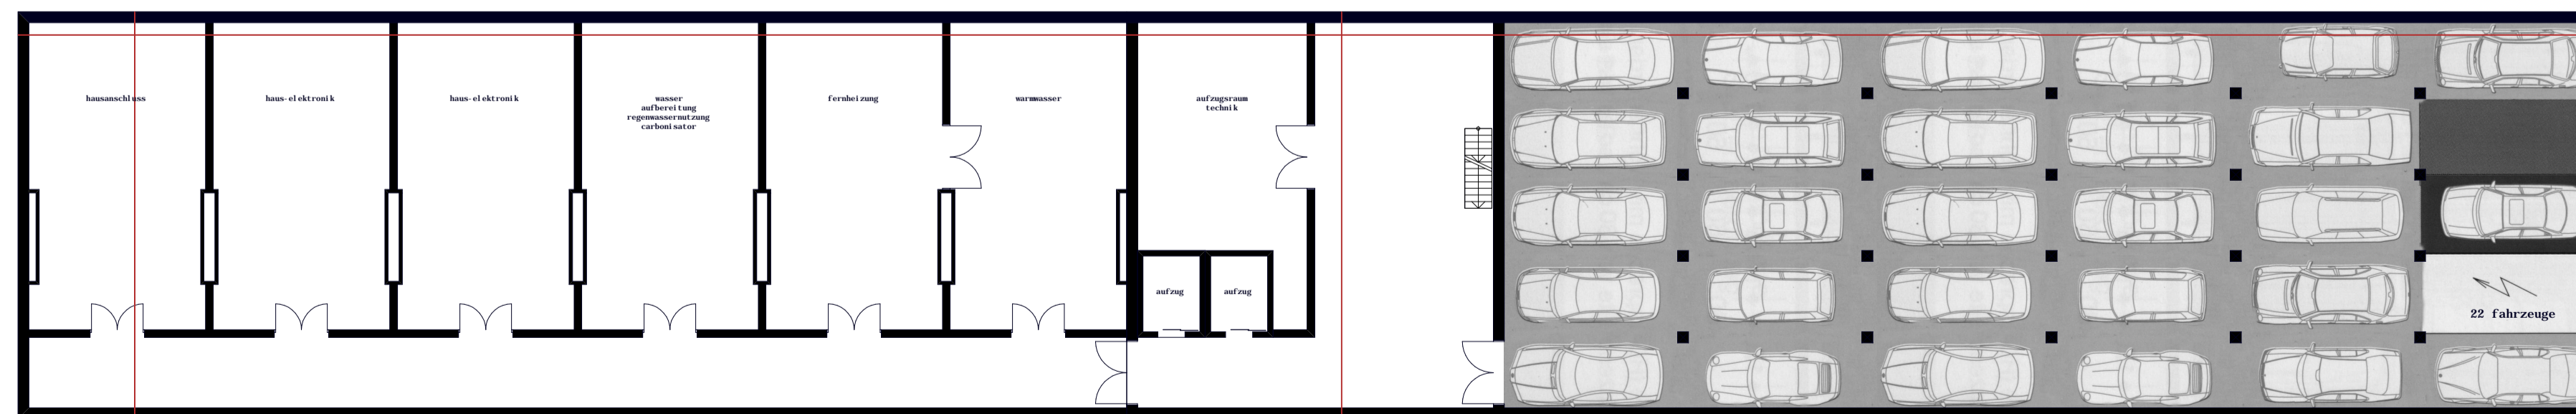 hausanschluss
haus-elektronik
haus-elektronik
wasser
aufbereitung
regenwassernutzung
carbonisator
fernheizung
warmwasser
aufzugsraum
technik
aufzug
aufzug
22 fahrzeuge